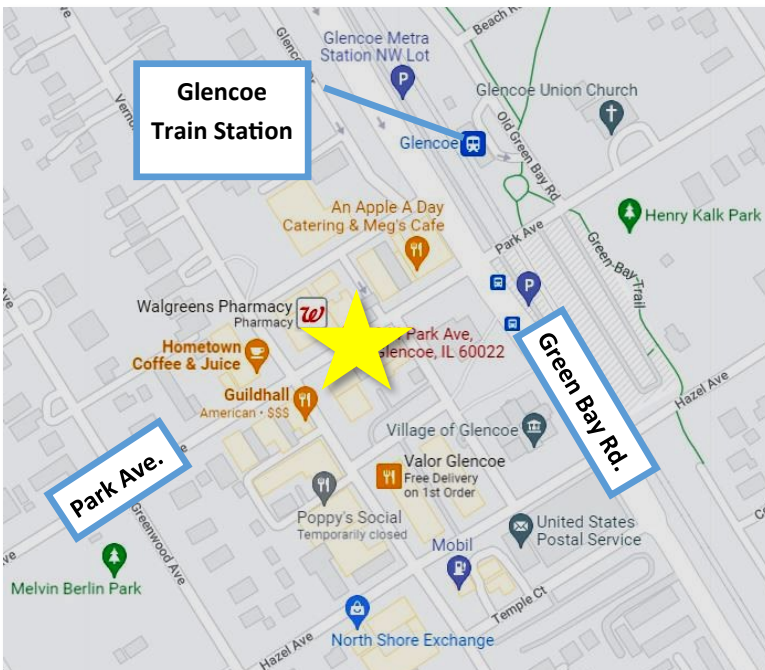 Glencoe Metra
Station NW Lot
Beach R
Glencoe
Train Station
Glencoe Union Church
Glencoe
Old Green Bay Rd
An Apple A Day
Catering & Meg's Cafe
Henry Kalk Park
Park Ave
Green Bay Trail
Walgreens Pharmacy
Pharmacy
Park Ave,
Glencoe, IL 60022
Hometown
Coffee & Juice
Green Bay Rd.
Guildhall
American · $$$
Hazel Ave
Village of Glencoe
Park Ave.
Valor Glencoe
Free Delivery
on 1st Order
Poppy's Social
Temporarily closed
United States
Postal Service
Greenwood Ave
Mobil
Melvin Berlin Park
Temple Ct
North Shore Exchange
Hazel Ave